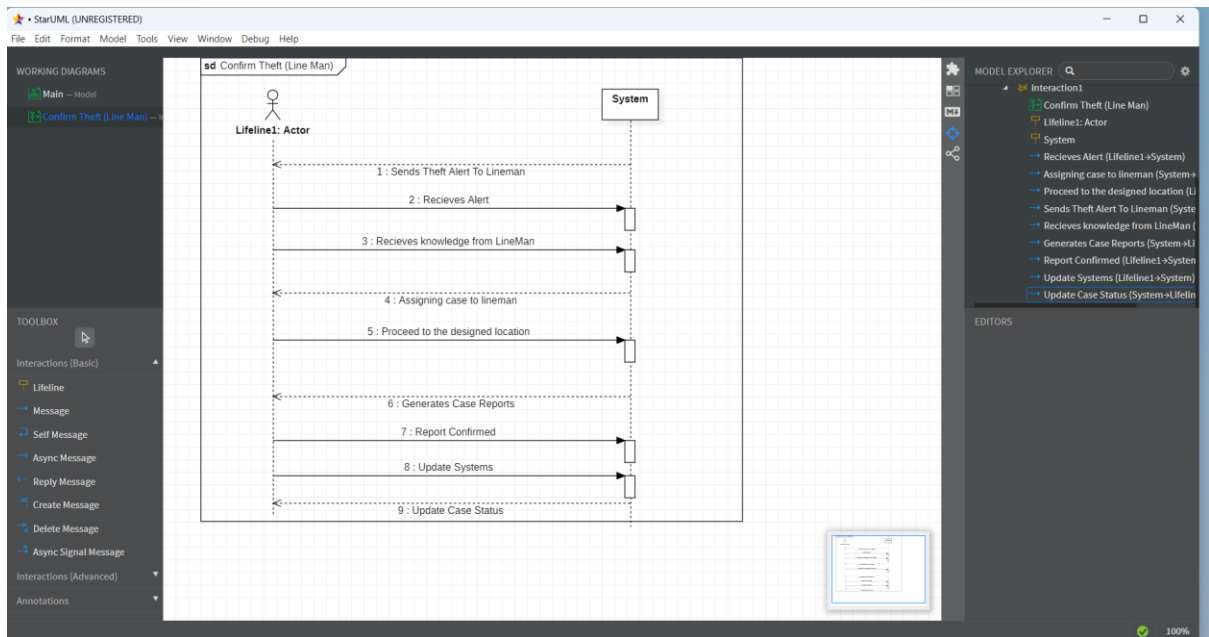 • StarUML (UNREGISTERED)
File Edit Format Model Tools View Window Debug Help
WORKING DIAGRAMS
Main — Model
Confirm Theft (Line Man) —
TOOLBOX
Interactions (Basic)
Lifeline
Message
Self Message
Async Message
Reply Message
Create Message
Delete Message
Async Signal Message
Interactions (Advanced)
Annotations
sd Confirm Theft (Line Man)
Lifeline1: Actor
System
1 : Sends Theft Alert To Lineman
2 : Recieves Alert
3 : Recieves knowledge from LineMan
4 : Assigning case to lineman
5 : Proceed to the designed location
6 : Generates Case Reports
7 : Report Confirmed
8 : Update Systems
9 : Update Case Status
MODEL EXPLORER
Interaction1
Confirm Theft (Line Man)
Lifeline1: Actor
System
Recieves Alert (Lifeline1→System)
Assigning case to lineman (System→
Proceed to the designed location (Li
Sends Theft Alert To Lineman (Syste
Recieves knowledge from LineMan (
Generates Case Reports (System→Li
Report Confirmed (Lifeline1→System
Update Systems (Lifeline1→System)
Update Case Status (System→Lifelin
EDITORS
100%